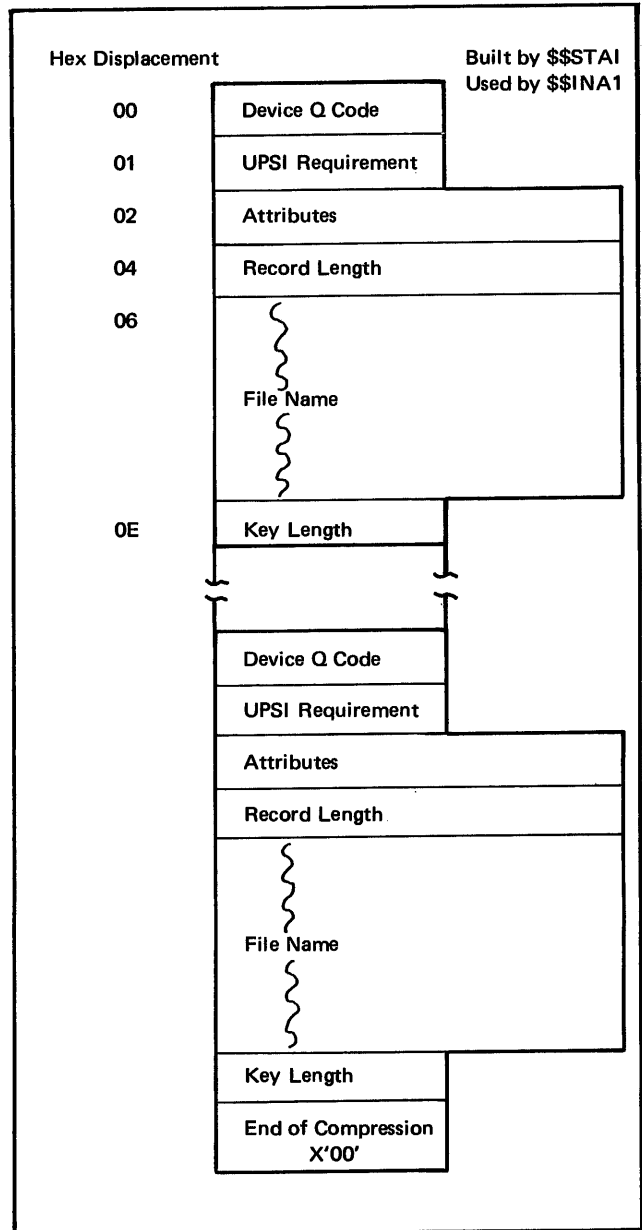 Hex Displacement
Built by $$STAI
Used by $$INA1
00
Device Q Code
01
UPSI Requirement
02
Attributes
04
Record Length
06
File Name
0E
Key Length
Device Q Code
UPSI Requirement
Attributes
Record Length
File Name
Key Length
End of Compression
X'00'